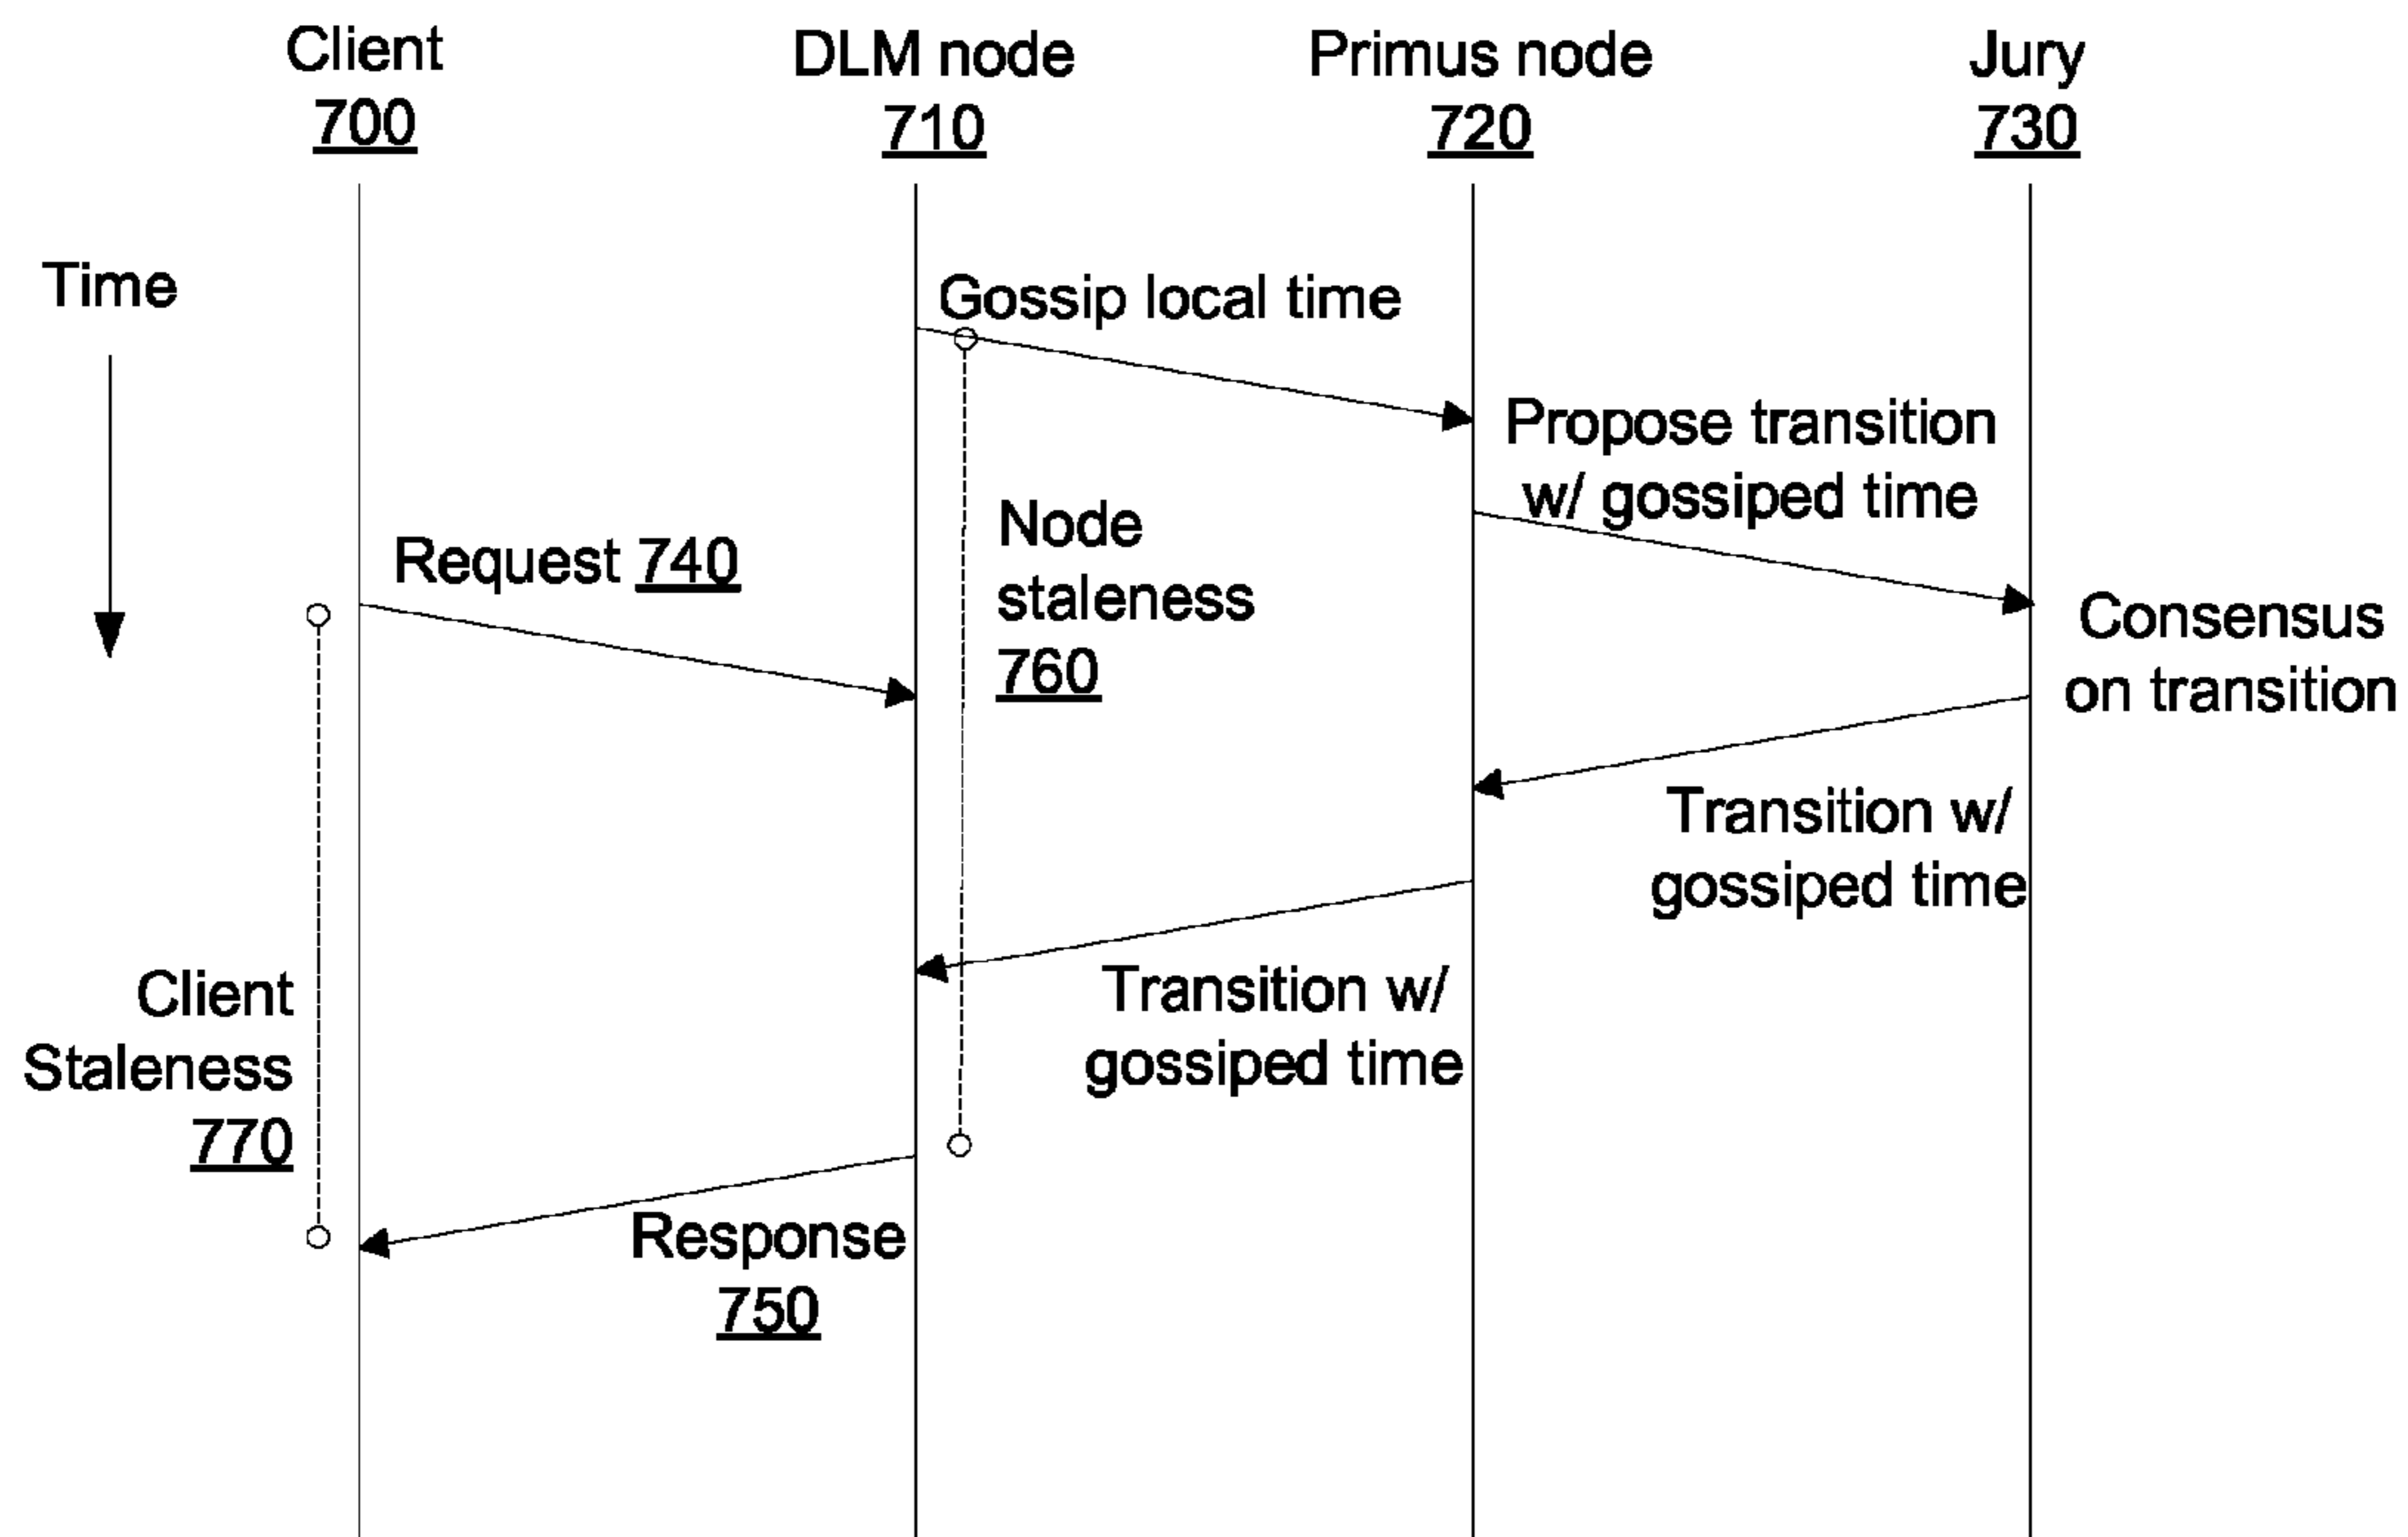 Client
700
DLM node
710
Primus node
720
Jury
730
Time
Gossip local time
Propose transition
w/ gossiped time
Request 740
Node
staleness
760
Consensus
on transition
Transition w/
gossiped time
Client
Staleness
770
Transition w/
gossiped time
Response
750